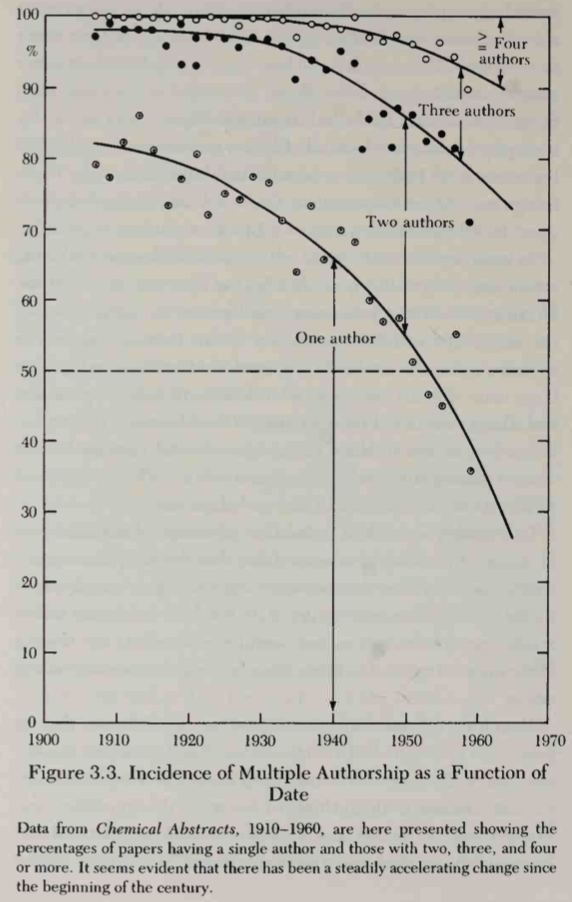 100
%
90
80
70
60
50
40
30
20
10
0
≧ Four
authors
Three authors
Two authors
One author
1900 1910 1920 1930 1940 1950 1960 1970
Figure 3.3. Incidence of Multiple Authorship as a Function of
Date
Data from Chemical Abstracts, 1910–1960, are here presented showing the
percentages of papers having a single author and those with two, three, and four
or more. It seems evident that there has been a steadily accelerating change since
the beginning of the century.